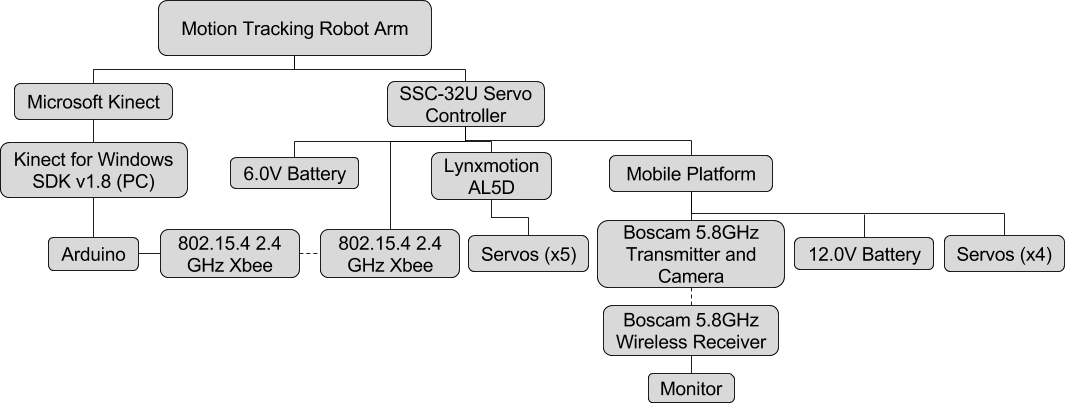 Motion Tracking Robot Arm
Microsoft Kinect
SSC-32U Servo
Controller
Kinect for Windows
SDK v1.8 (PC)
6.0V Battery
Lynxmotion
AL5D
Mobile Platform
Arduino
802.15.4 2.4
GHz Xbee
802.15.4 2.4
GHz Xbee
Servos (x5)
Boscam 5.8GHz
Transmitter and
Camera
12.0V Battery
Servos (x4)
Boscam 5.8GHz
Wireless Receiver
Monitor